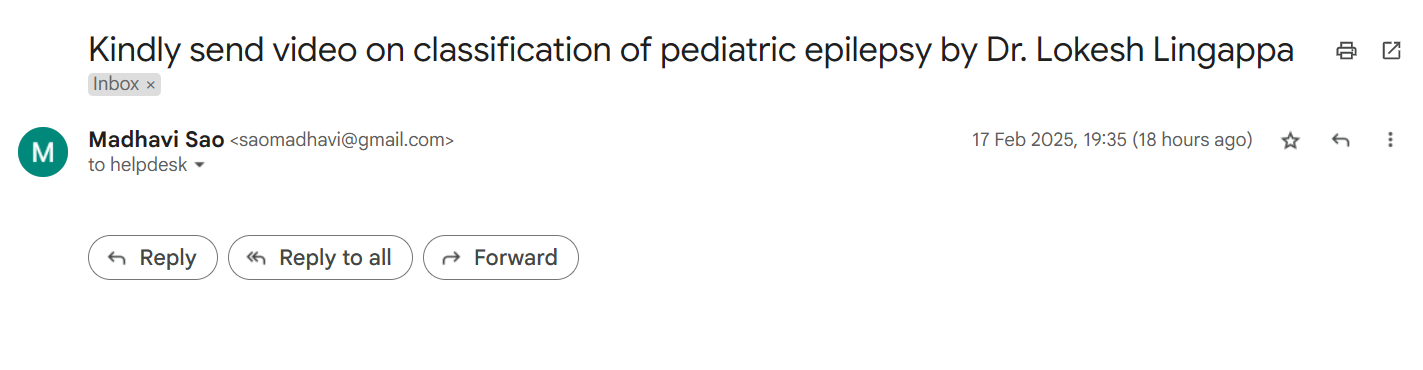 Kindly send video on classification of pediatric epilepsy by Dr. Lokesh Lingappa
Inbox ×
M
Madhavi Sao <saomadhavi@gmail.com> 17 Feb 2025, 19:35 (18 hours ago)
to helpdesk
Reply Reply to all Forward